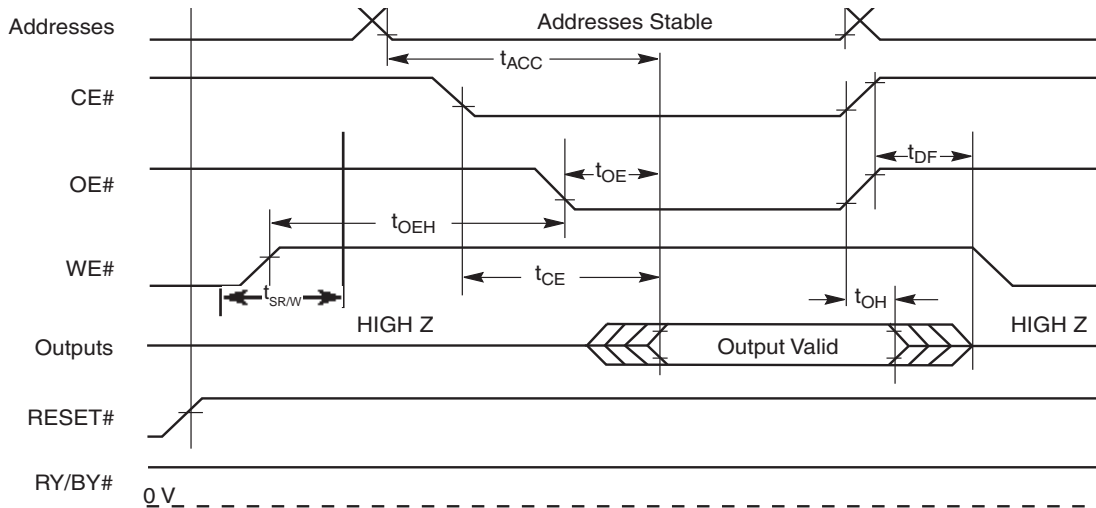 Addresses
Addresses Stable
tACC
CE#
tDF
OE#
tOE
tOEH
WE#
tCE
tSR/W
tOH
HIGH Z
HIGH Z
Outputs
Output Valid
RESET#
RY/BY#
0 V